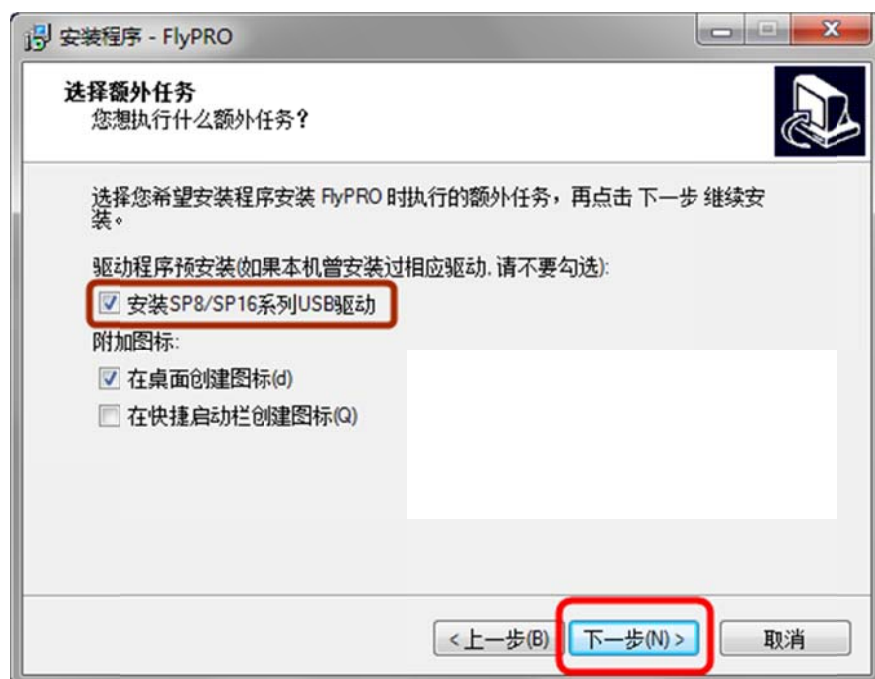 安装程序 - FlyPRO
选择额外任务
您想执行什么额外任务?
选择您希望安装程序安装 FlyPRO 时执行的额外任务，再点击 下一步 继续安
装。
驱动程序预安装(如果本机曾安装过相应驱动, 请不要勾选):
安装SP8/SP16系列USB驱动
附加图标:
在桌面创建图标(d)
在快捷启动栏创建图标(Q)
<上一步(B)
下一步(N) >
取消